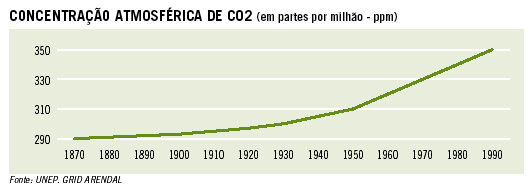 CONCENTRAÇÃO ATMOSFÉRICA DE CO2 (em partes por milhão - ppm)
350
330
310
290
1870 1880 1890 1900 1910 1920 1930 1940 1950 1960 1970 1980 1990
Fonte: UNEP, GRID ARENDAL